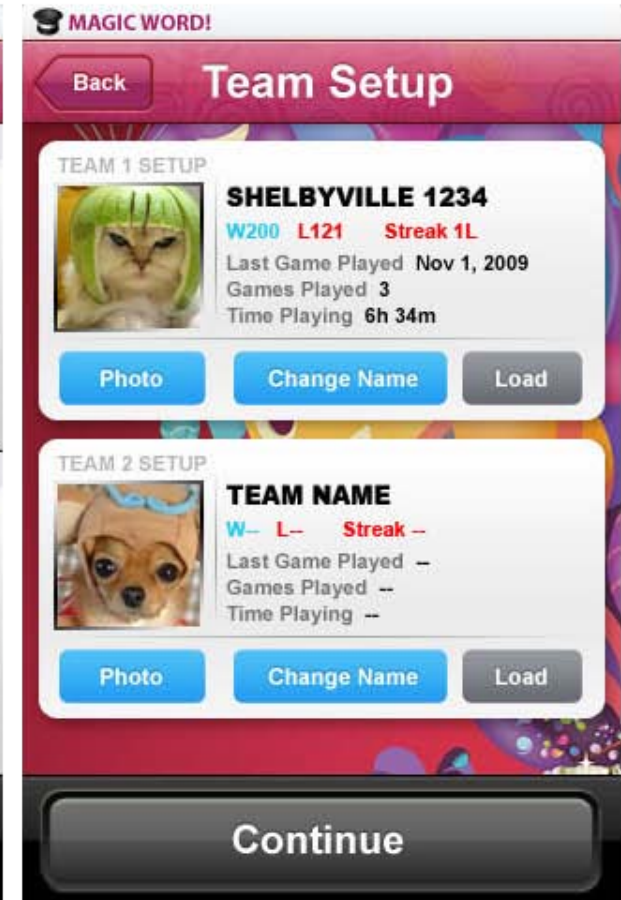 MAGIC WORD!
Back Team Setup
TEAM 1 SETUP
SHELBYVILLE 1234
W200 L121 Streak 1L
Last Game Played Nov 1, 2009
Games Played 3
Time Playing 6h 34m
Photo Change Name Load
TEAM 2 SETUP
TEAM NAME
W-- L-- Streak --
Last Game Played --
Games Played --
Time Playing --
Photo Change Name Load
Continue